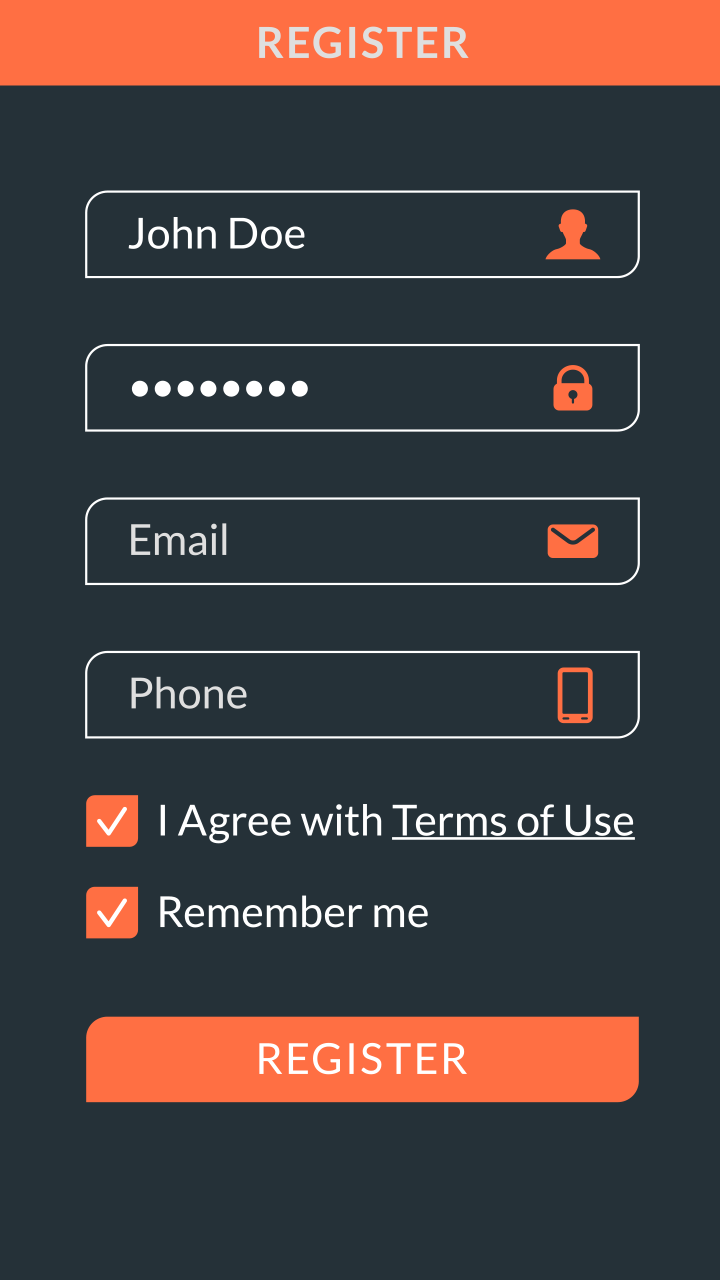 REGISTER
John Doe
••••••••
Email
Phone
I Agree with Terms of Use
Remember me
REGISTER